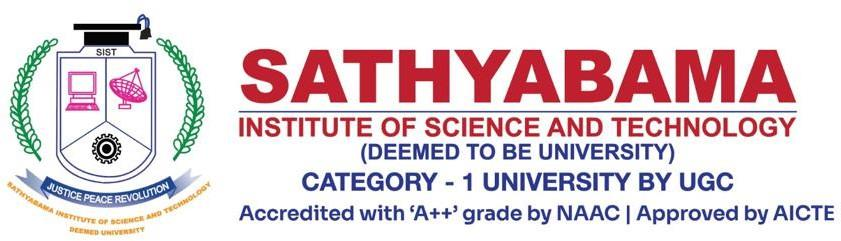 SIST
JUSTICE PEACE REVOLUTION
SATHYABAMA INSTITUTE OF SCIENCE AND TECHNOLOGY
DEEMED UNIVERSITY
SATHYABAMA
INSTITUTE OF SCIENCE AND TECHNOLOGY
(DEEMED TO BE UNIVERSITY)
CATEGORY - 1 UNIVERSITY BY UGC
Accredited with ‘A++’ grade by NAAC | Approved by AICTE